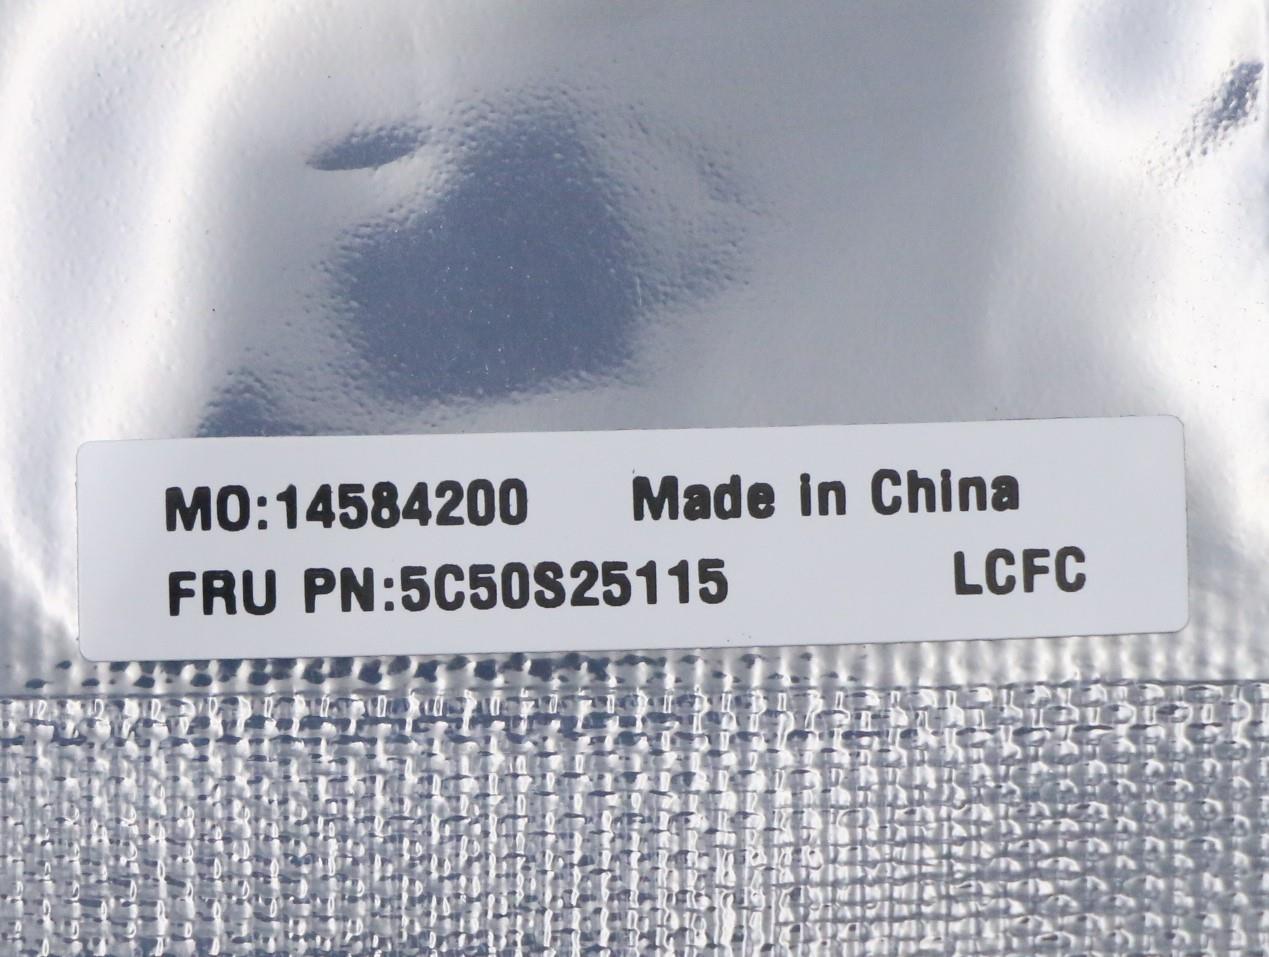 MO:14584200 Made in China
FRU PN:5C50S25115 LCFC